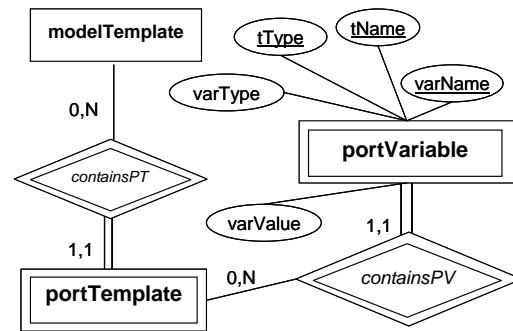 modelTemplate
tType
tName
varName
varType
0,N
portVariable
containsPT
varValue
1,1
1,1
0,N
portTemplate
containsPV